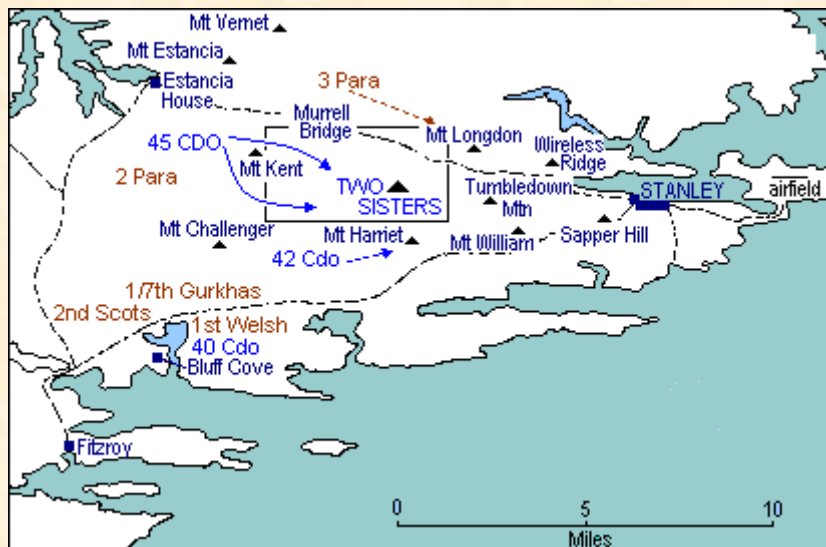 Mt Vernet
Mt Estancia
Estancia
House
3 Para
Murrell
Bridge
Mt Longdon
45 CDO
Wireless
Ridge
Mt Kent
2 Para
TWO
SISTERS
Tumbledown
Mtn
STANLEY
airfield
Mt Challenger
Mt Harriet
Mt William
Sapper Hill
42 Cdo
1/7th Gurkhas
2nd Scots
1st Welsh
40 Cdo
Bluff Cove
Fitzroy
0 5 10
Miles